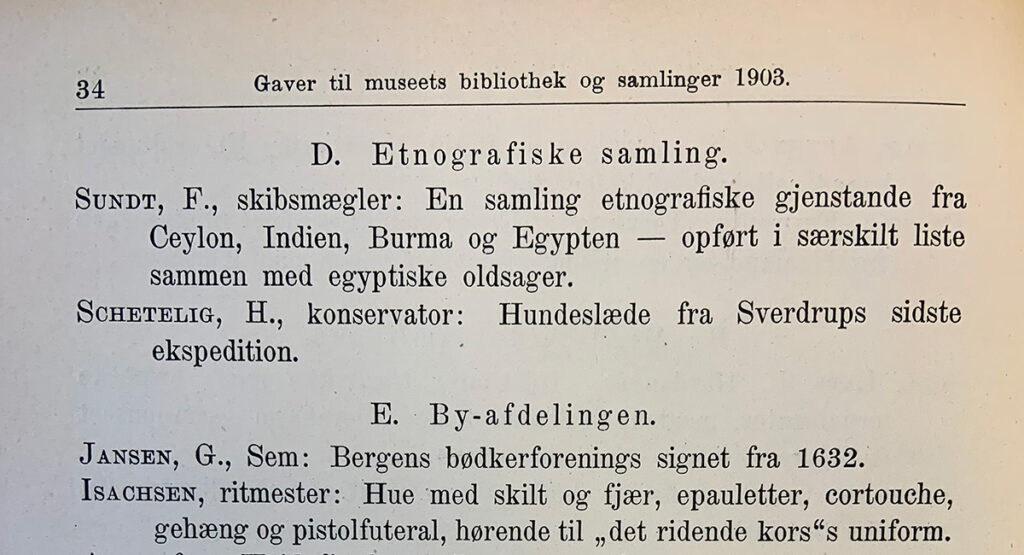 34
Gaver til museets bibliothek og samlinger 1903.
D. Etnografiske samling.
SUNDT, F., skibsmægler: En samling etnografiske gjenstande fra
Ceylon, Indien, Burma og Egypten — opført i særskilt liste
sammen med egyptiske oldsager.
SCHETELIG, H., konservator: Hundeslæde fra Sverdrups sidste
ekspedition.
E. By-afdelingen.
JANSEN, G., Sem: Bergens bødkerforenings signet fra 1632.
ISACHSEN, ritmester: Hue med skilt og fjær, epauletter, cortouche,
gehæng og pistolfuteral, hørende til „det ridende kors“s uniform.